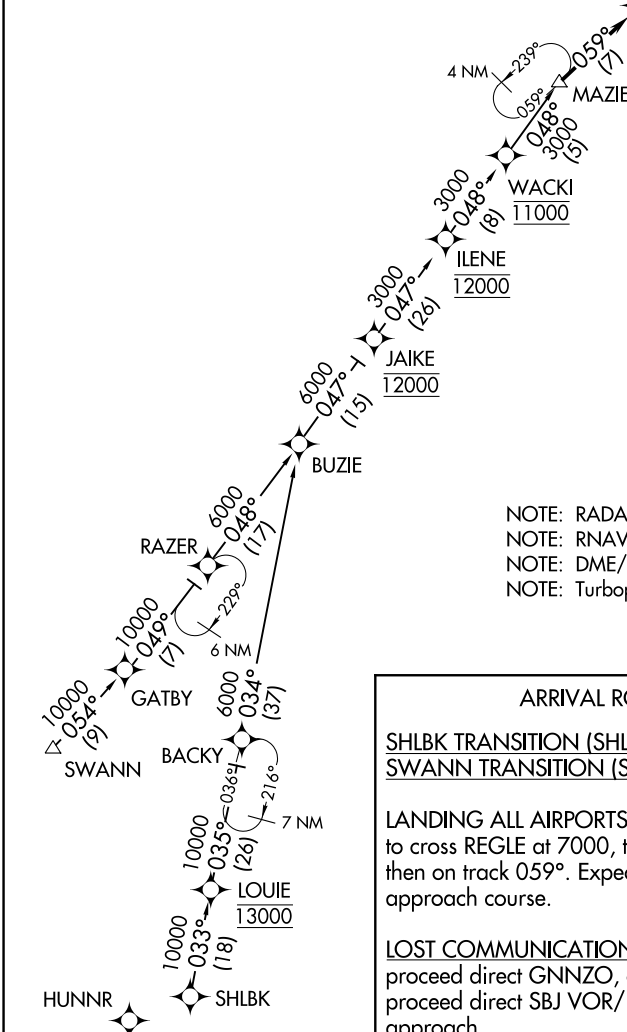 059°
(7)
239°
4 NM
059°
MAZIE
048°
3000
(5)
WACKI
11000
3000
048°
(8)
ILENE
12000
3000
047°
(26)
JAIKE
12000
6000
047°
(15)
BUZIE
6000
048°
(17)
RAZER
229°
6 NM
10000
049°
(7)
GATBY
10000
054°
(9)
SWANN
6000
034°
(37)
BACKY
036°
216°
7 NM
10000
035°
(26)
LOUIE
13000
10000
033°
(18)
HUNNR
SHLBK
NOTE: RADA
NOTE: RNAV
NOTE: DME/
NOTE: Turbop
ARRIVAL RO
SHLBK TRANSITION (SHL
SWANN TRANSITION (S
LANDING ALL AIRPORTS
to cross REGLE at 7000, t
then on track 059°. Expec
approach course.
LOST COMMUNICATION
proceed direct GNNZO,
proceed direct SBJ VOR/
approach